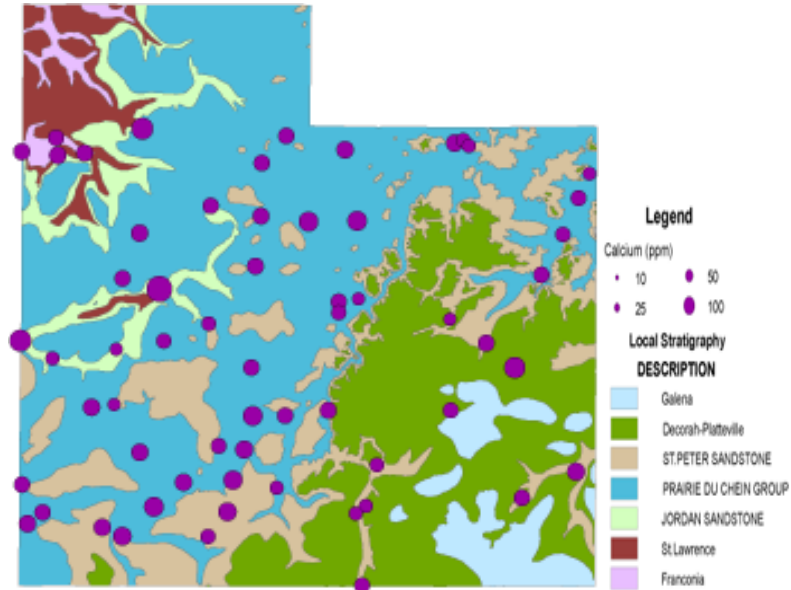 Legend
Calcium (ppm)
10 50
25 100
Local Stratigraphy
DESCRIPTION
Galena
Decorah-Platteville
ST.PETER SANDSTONE
PRAIRIE DU CHEIN GROUP
JORDAN SANDSTONE
St.Lawrence
Franconia